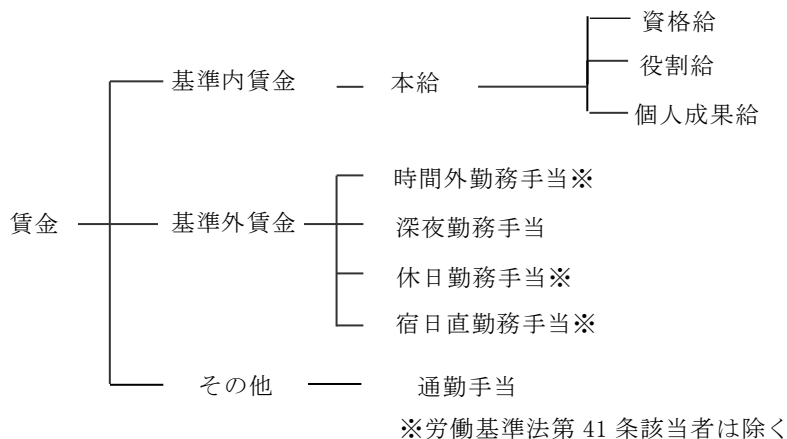 資格給
役割給
個人成果給
基準内賃金
本給
時間外勤務手当※
深夜勤務手当
休日勤務手当※
宿日直勤務手当※
賃金
基準外賃金
その他
通勤手当
※労働基準法第 41 条該当者は除く